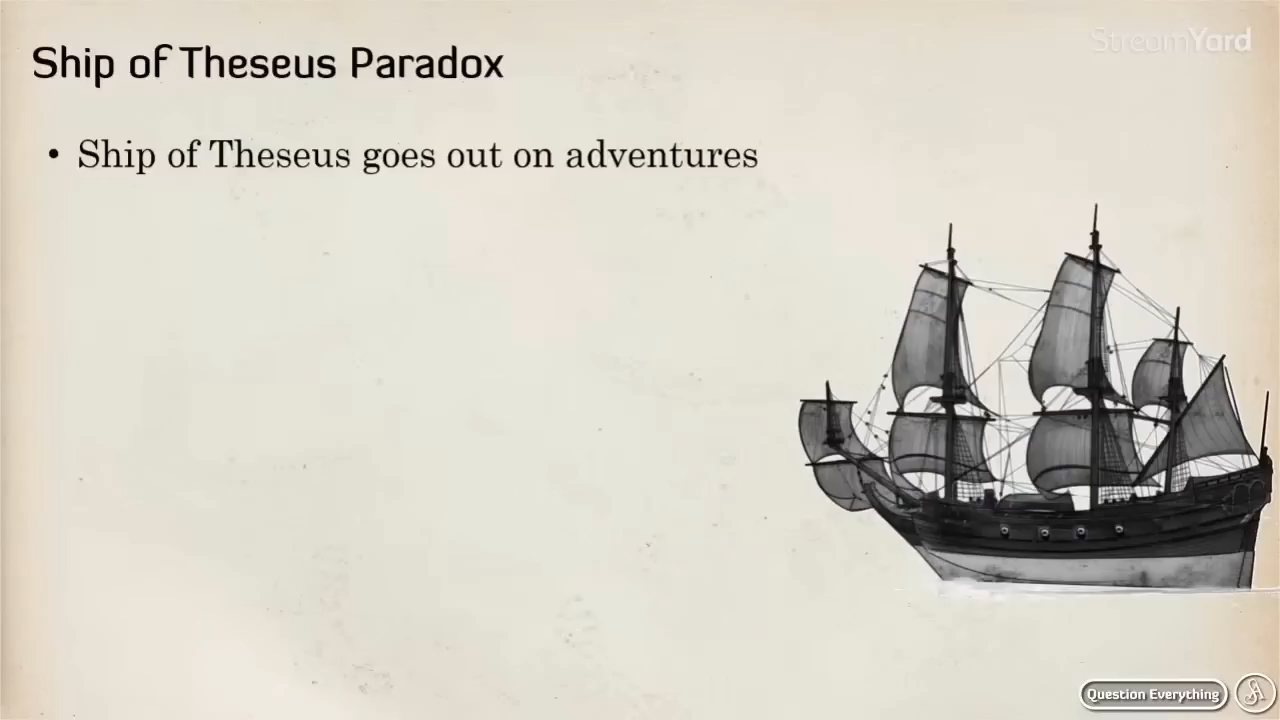 StreamYard
Ship of Theseus Paradox
• Ship of Theseus goes out on adventures
Question Everything